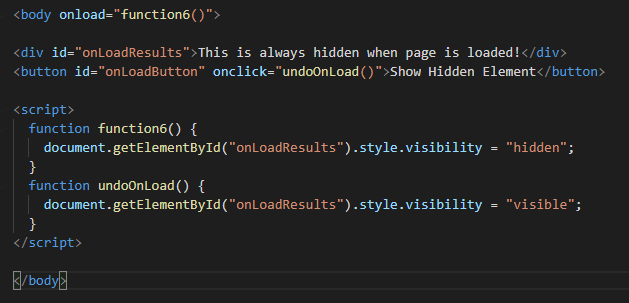 <body onload="function6()">
<div id="onLoadResults">This is always hidden when page is loaded!</div>
<button id="onLoadButton" onclick="undoOnLoad()">Show Hidden Element</button>
<script>
function function6() {
document.getElementById("onLoadResults").style.visibility = "hidden";
}
function undoOnLoad() {
document.getElementById("onLoadResults").style.visibility = "visible";
}
</script>
</body>